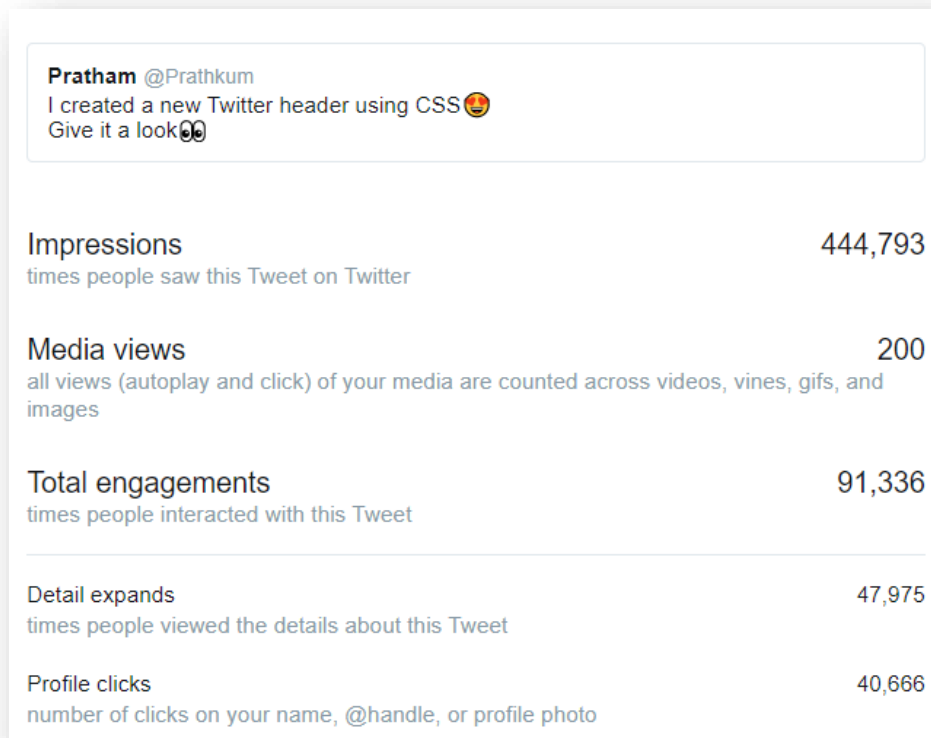 Pratham @Prathkum
I created a new Twitter header using CSS😍
Give it a look👀
Impressions 444,793
times people saw this Tweet on Twitter
Media views 200
all views (autoplay and click) of your media are counted across videos, vines, gifs, and
images
Total engagements 91,336
times people interacted with this Tweet
Detail expands 47,975
times people viewed the details about this Tweet
Profile clicks 40,666
number of clicks on your name, @handle, or profile photo